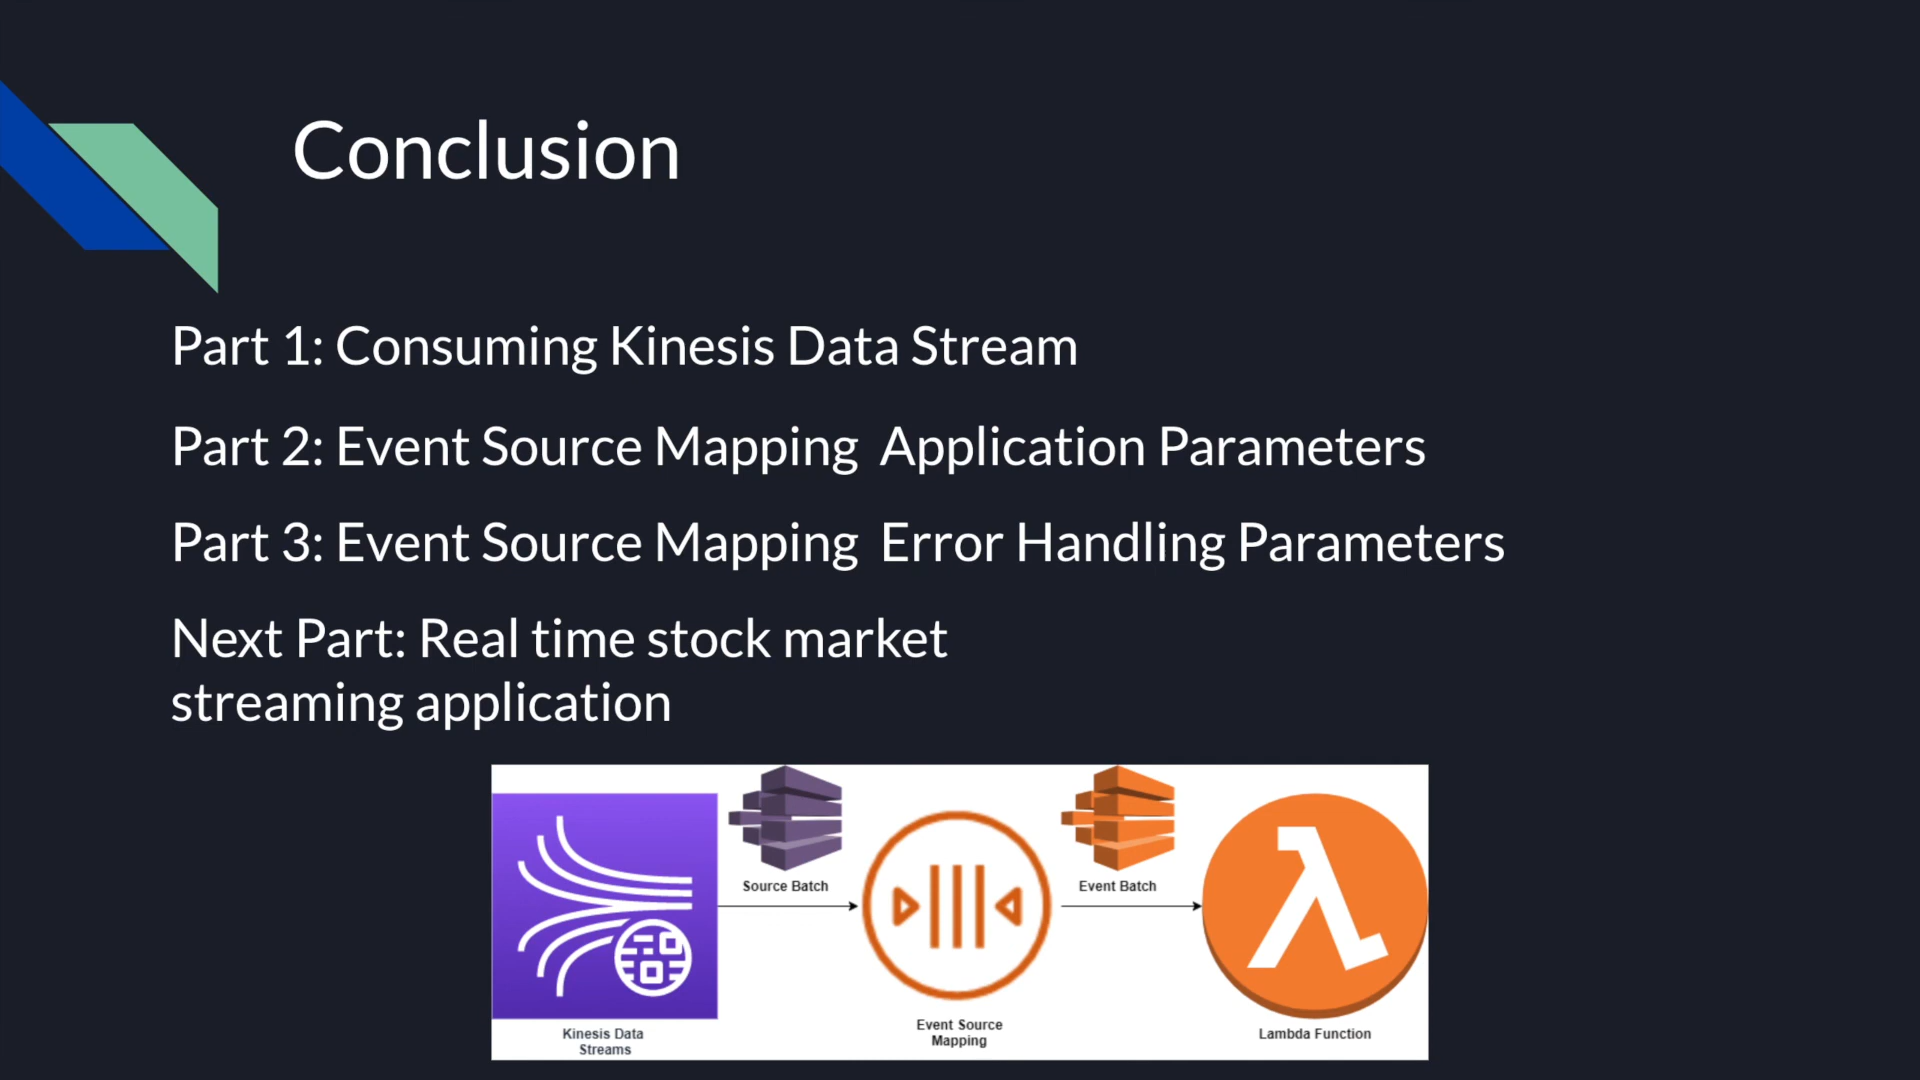 Conclusion
Part 1: Consuming Kinesis Data Stream
Part 2: Event Source Mapping  Application Parameters
Part 3: Event Source Mapping  Error Handling Parameters
Next Part: Real time stock market
streaming application
Source Batch
Event Batch
Kinesis Data
Streams
Event Source
Mapping
Lambda Function